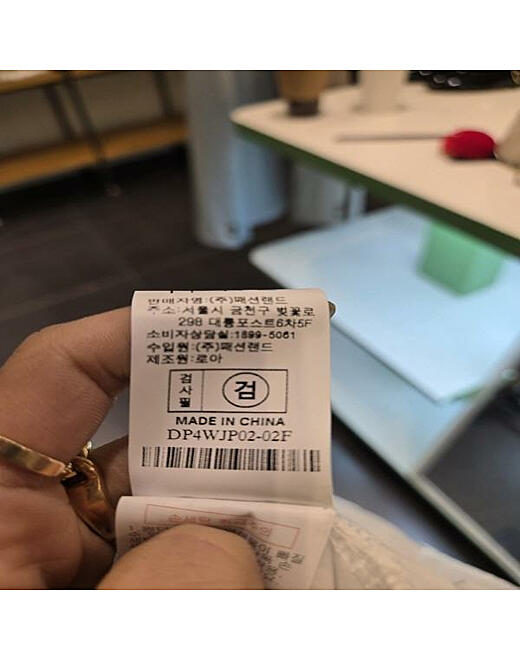 판매자명:(주)패션랜드
주소:서울시 금천구 벚꽃로
298 대륭포스트6차5F
소비자상담실:1899-5061
수입원:(주)패션랜드
제조원:로아
검사필 검
MADE IN CHINA
DP4WJP02-02F